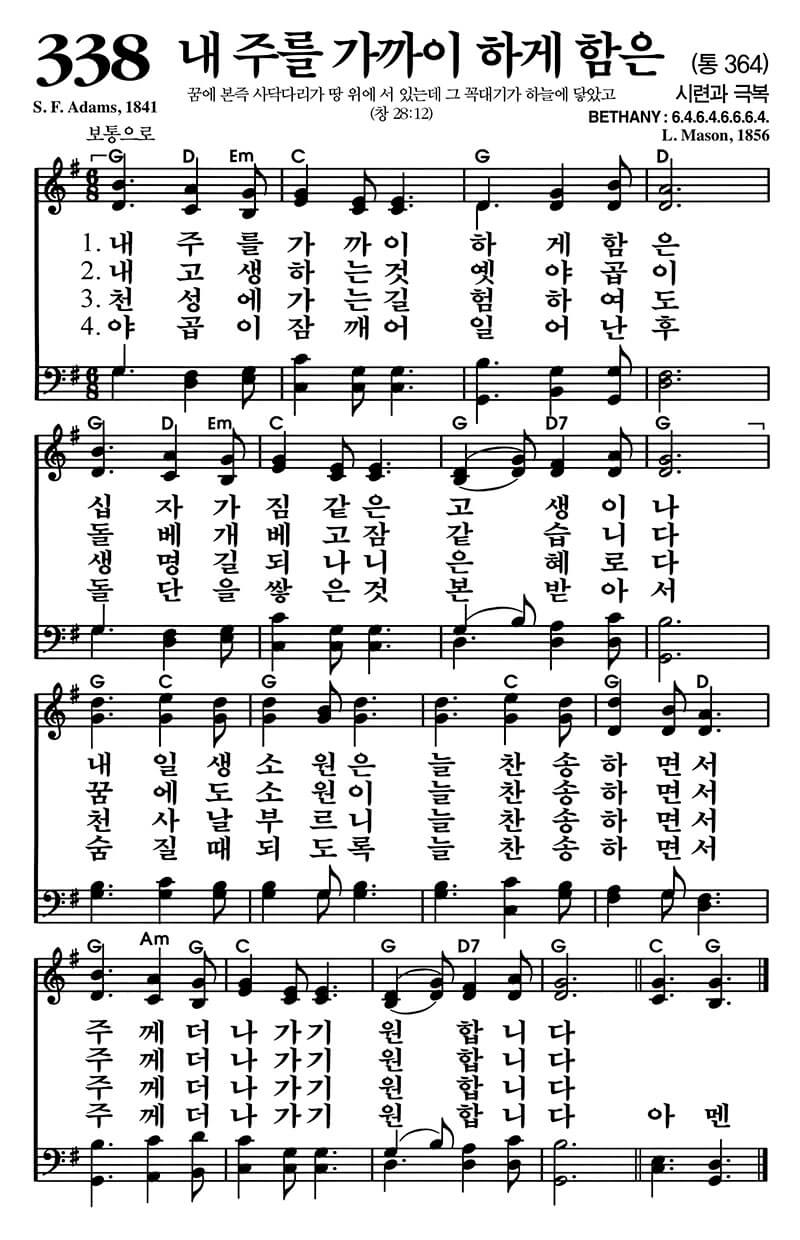 338 내 주를 가까이 하게 함은 (통 364)
S. F. Adams, 1841 꿈에 본즉 사닥다리가 땅 위에 서 있는데 그 꼭대기가 하늘에 닿았고 시련과 극복
(창 28:12) BETHANY : 6.4.6.4.6.6.6.4.
보통으로 L. Mason, 1856
G D Em C G D
6/8
1. 내 주 를 가 까 이 하 게 함 은
2. 내 고 생 하 는 것 옛 야 곱 이
3. 천 성 에 가 는 길 험 하 여 도
4. 야 곱 이 잠 깨 어 일 어 난 후
6/8
G D Em C G D7 G
십 자 가 짐 같 은 고 생 이 나
돌 베 개 베 고 잠 같 습 니 다
생 명 길 되 나 니 은 혜 로 다
돌 단 을 쌓 은 것 본 받 아 서
G C G C G D
내 일 생 소 원 은 늘 찬 송 하 면 서
꿈 에 도 소 원 이 늘 찬 송 하 면 서
천 사 날 부 르 니 늘 찬 송 하 면 서
숨 질 때 되 도 록 늘 찬 송 하 면 서
G Am G C G D7 G C G
주 께 더 나 가 기 원 합 니 다
주 께 더 나 가 기 원 합 니 다
주 께 더 나 가 기 원 합 니 다
주 께 더 나 가 기 원 합 니 다 아 멘